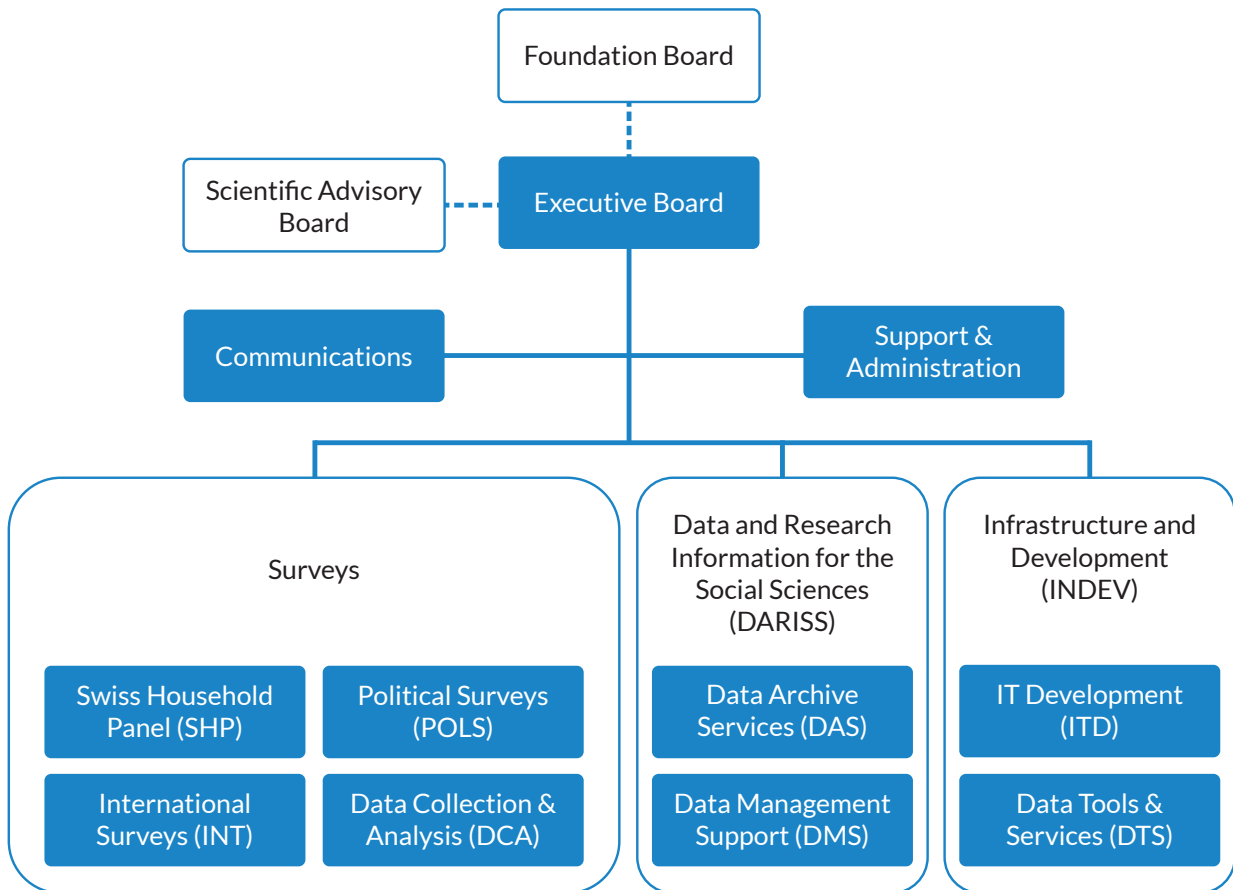 Foundation Board
Scientific Advisory
Board
Executive Board
Communications
Support &
Administration
Surveys
Swiss Household
Panel (SHP)
Political Surveys
(POLS)
International
Surveys (INT)
Data Collection &
Analysis (DCA)
Data and Research
Information for the
Social Sciences
(DARISS)
Data Archive
Services (DAS)
Data Management
Support (DMS)
Infrastructure and
Development
(INDEV)
IT Development
(ITD)
Data Tools &
Services (DTS)